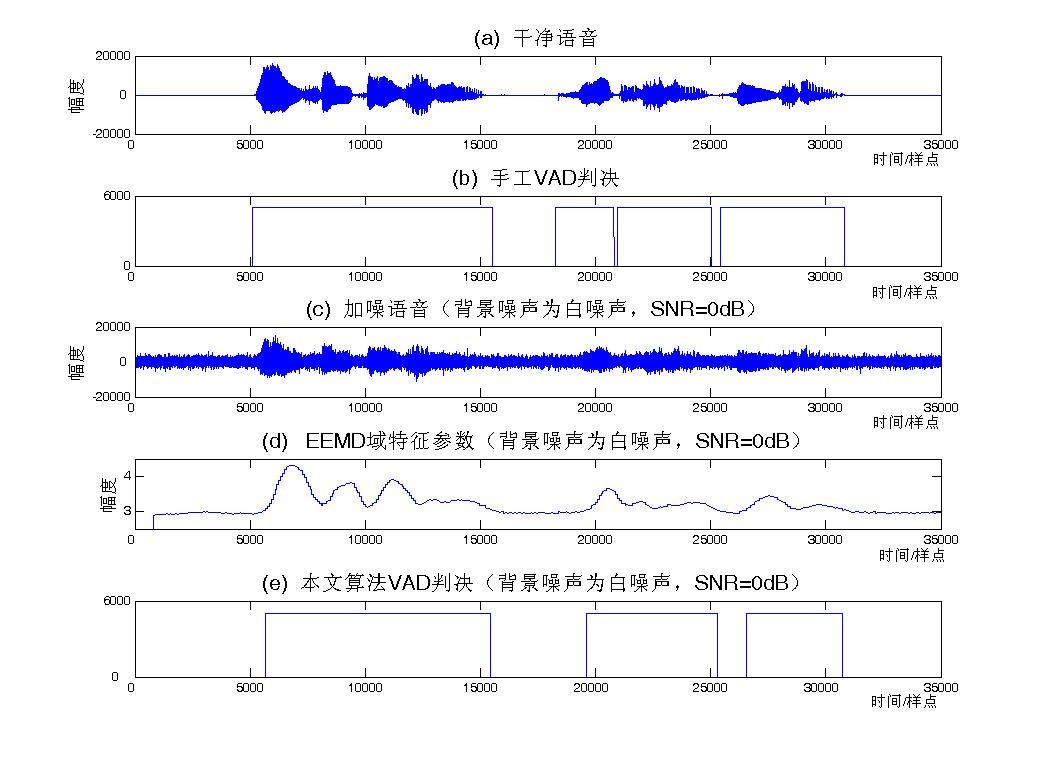 (a) 干净语音
20000
0
-20000
幅度
0 5000 10000 15000 20000 25000 30000 35000
时间/样点
(b) 手工VAD判决
6000
0
0 5000 10000 15000 20000 25000 30000 35000
时间/样点
(c) 加噪语音（背景噪声为白噪声，SNR=0dB）
20000
0
-20000
幅度
0 5000 10000 15000 20000 25000 30000 35000
时间/样点
(d) EEMD域特征参数（背景噪声为白噪声，SNR=0dB）
4
3
幅度
0 5000 10000 15000 20000 25000 30000 35000
时间/样点
(e) 本文算法VAD判决（背景噪声为白噪声，SNR=0dB）
6000
0
0 5000 10000 15000 20000 25000 30000 35000
时间/样点